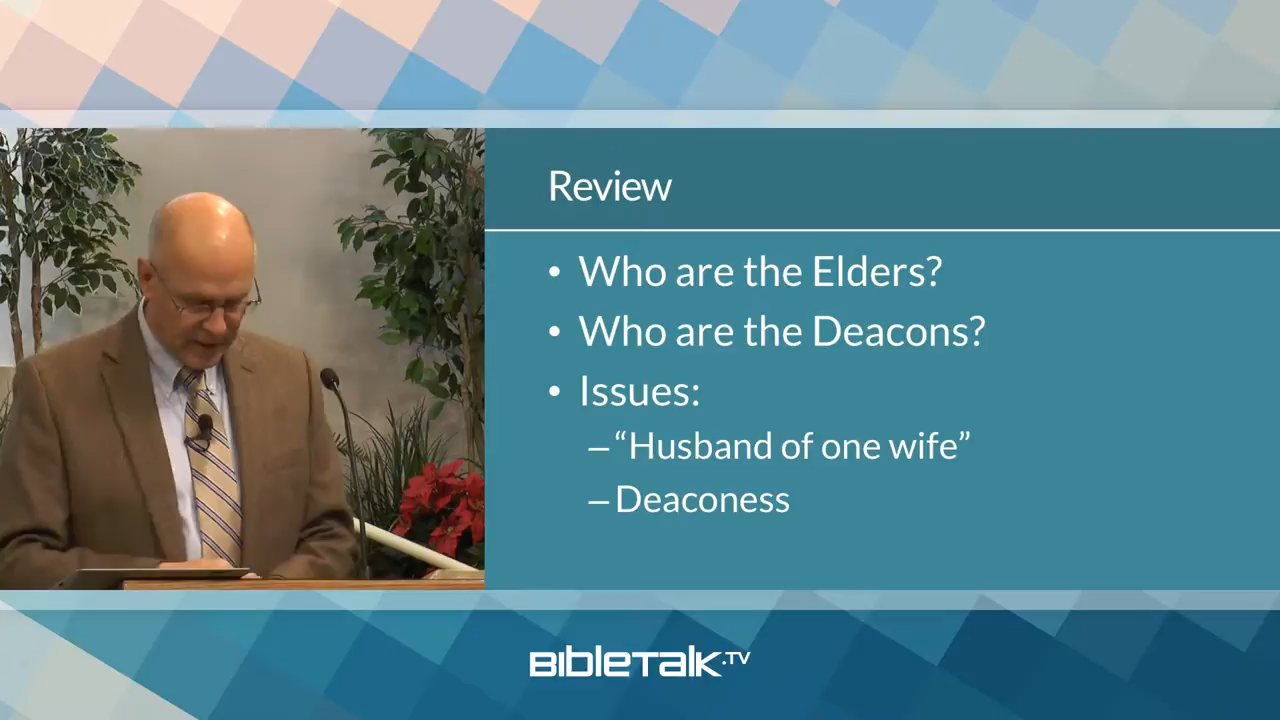 Review
• Who are the Elders?
• Who are the Deacons?
• Issues:
– “Husband of one wife”
– Deaconess
BIBLETALK.TV